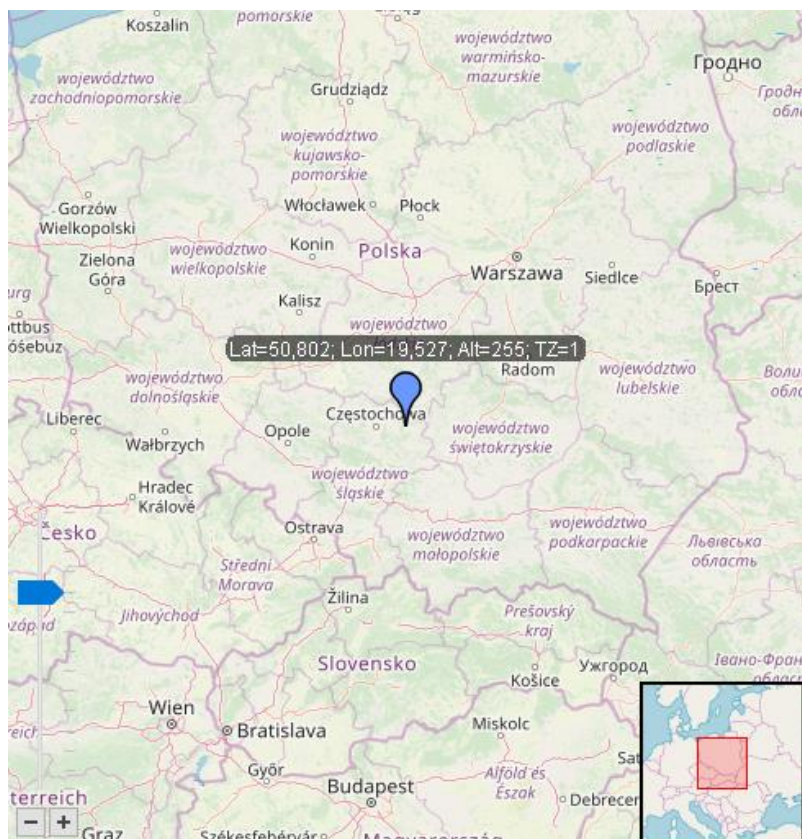 Koszalin
pomorskie
województwo
warmińsko-
mazurskie
Гродно
województwo
zachodniopomorskie
Grudziądz
województwo
kujawsko-
pomorskie
województwo
podlaskie
Gorzów
Wielkopolski
Włocławek
Płock
Konin
Polska
województwo
wielkopolskie
Zielona
Góra
Warszawa
Siedlce
Брест
Kalisz
województwo
Lat=50,802; Lon=19,527; Alt=255; TZ=1
Radom
województwo
lubelskie
województwo
dolnośląskie
Częstochowa
Liberec
Wałbrzych
Opole
województwo
świętokrzyskie
województwo
śląskie
Hradec
Králové
Česko
Ostrava
województwo
małopolskie
województwo
podkarpackie
Львівська
область
Střední
Morava
Jihovýchod
Žilina
Prešovský
kraj
Slovensko
Košice
Ужгород
Wien
Bratislava
Miskolc
Győr
Budapest
Alföld és
Észak
Debrecen
Graz
Székesfehérvár
Magyarország